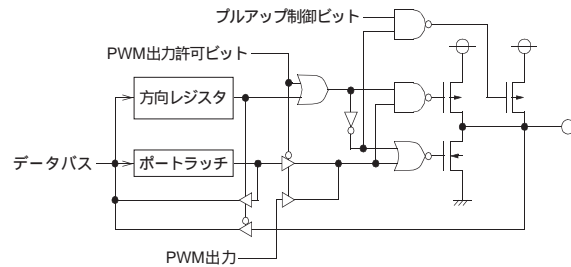 プルアップ制御ビット
PWM出力許可ビット
方向レジスタ
データバス
ポートラッチ
PWM出力